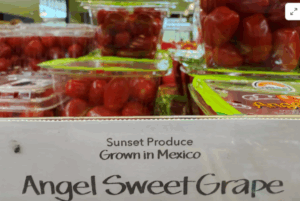 Sunset Produce
Grown in Mexico
Angel Sweet Grape